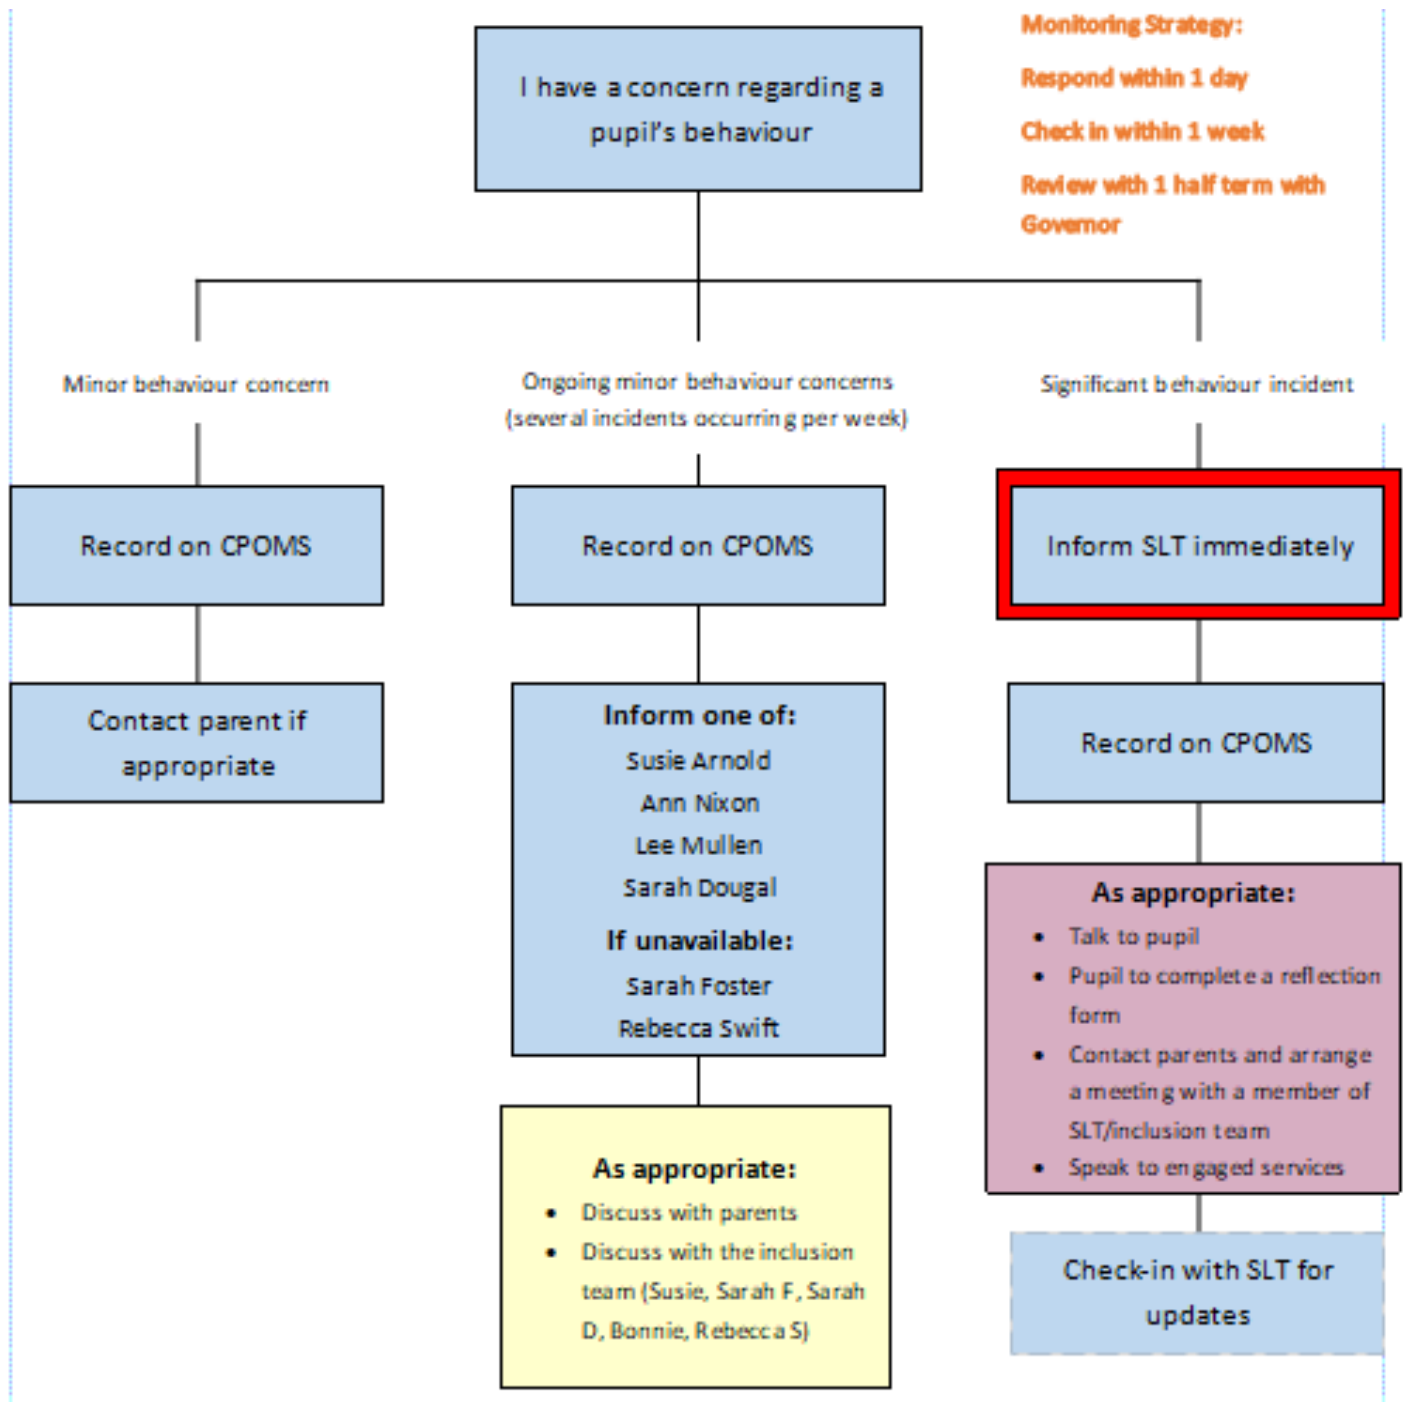 I have a concern regarding a
pupil's behaviour
Monitoring Strategy:
Respond within 1 day
Check in within 1 week
Review with 1 half term with
Governor
Minor behaviour concern
Record on CPOMS
Contact parent if
appropriate
Ongoing minor behaviour concerns
(several incidents occurring per week)
Record on CPOMS
Inform one of:
Susie Arnold
Ann Nixon
Lee Mullen
Sarah Dougal
If unavailable:
Sarah Foster
Rebecca Swift
As appropriate:
• Discuss with parents
• Discuss with the inclusion
team (Susie, Sarah F, Sarah
D, Bonnie, Rebecca S)
Significant behaviour incident
Inform SLT immediately
Record on CPOMS
As appropriate:
• Talk to pupil
• Pupil to complete a reflection
form
• Contact parents and arrange
a meeting with a member of
SLT/inclusion team
• Speak to engaged services
Check-in with SLT for
updates